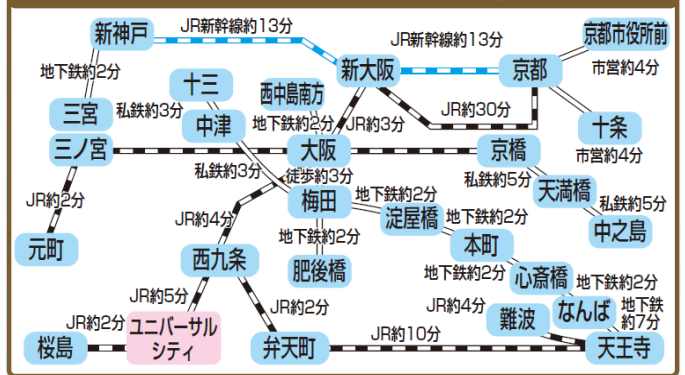 新神戸
JR新幹線約13分
新大阪
JR新幹線約13分
京都
京都市役所前
市営約4分
地下鉄約2分
三宮
十三
私鉄約3分
中津
西中島南方
地下鉄約2分
JR約3分
JR約30分
十条
市営約4分
三ノ宮
大阪
京橋
私鉄約3分
徒歩約3分
私鉄約5分
天満橋
私鉄約5分
中之島
JR約2分
元町
JR約4分
梅田
地下鉄約2分
淀屋橋
地下鉄約2分
本町
地下鉄約2分
肥後橋
西九条
地下鉄約2分
心斎橋
地下鉄約2分
なんば
地下鉄
約7分
JR約5分
JR約2分
JR約4分
難波
JR約2分
桜島
ユニバーサル
シティ
弁天町
JR約10分
天王寺